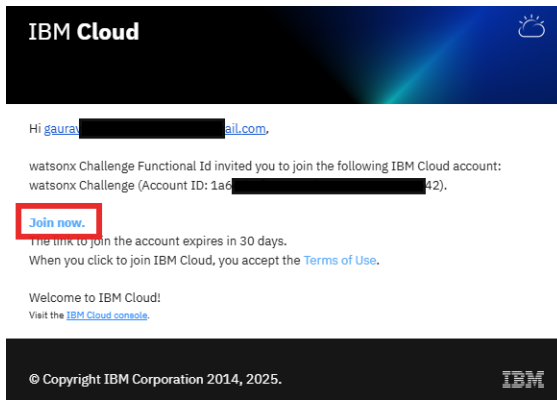 IBM Cloud
Hi gaurav ail.com,
watsonx Challenge Functional Id invited you to join the following IBM Cloud account:
watsonx Challenge (Account ID: 1a6 42).
Join now.
The link to join the account expires in 30 days.
When you click to join IBM Cloud, you accept the Terms of Use.
Welcome to IBM Cloud!
Visit the IBM Cloud console.
© Copyright IBM Corporation 2014, 2025.
IBM